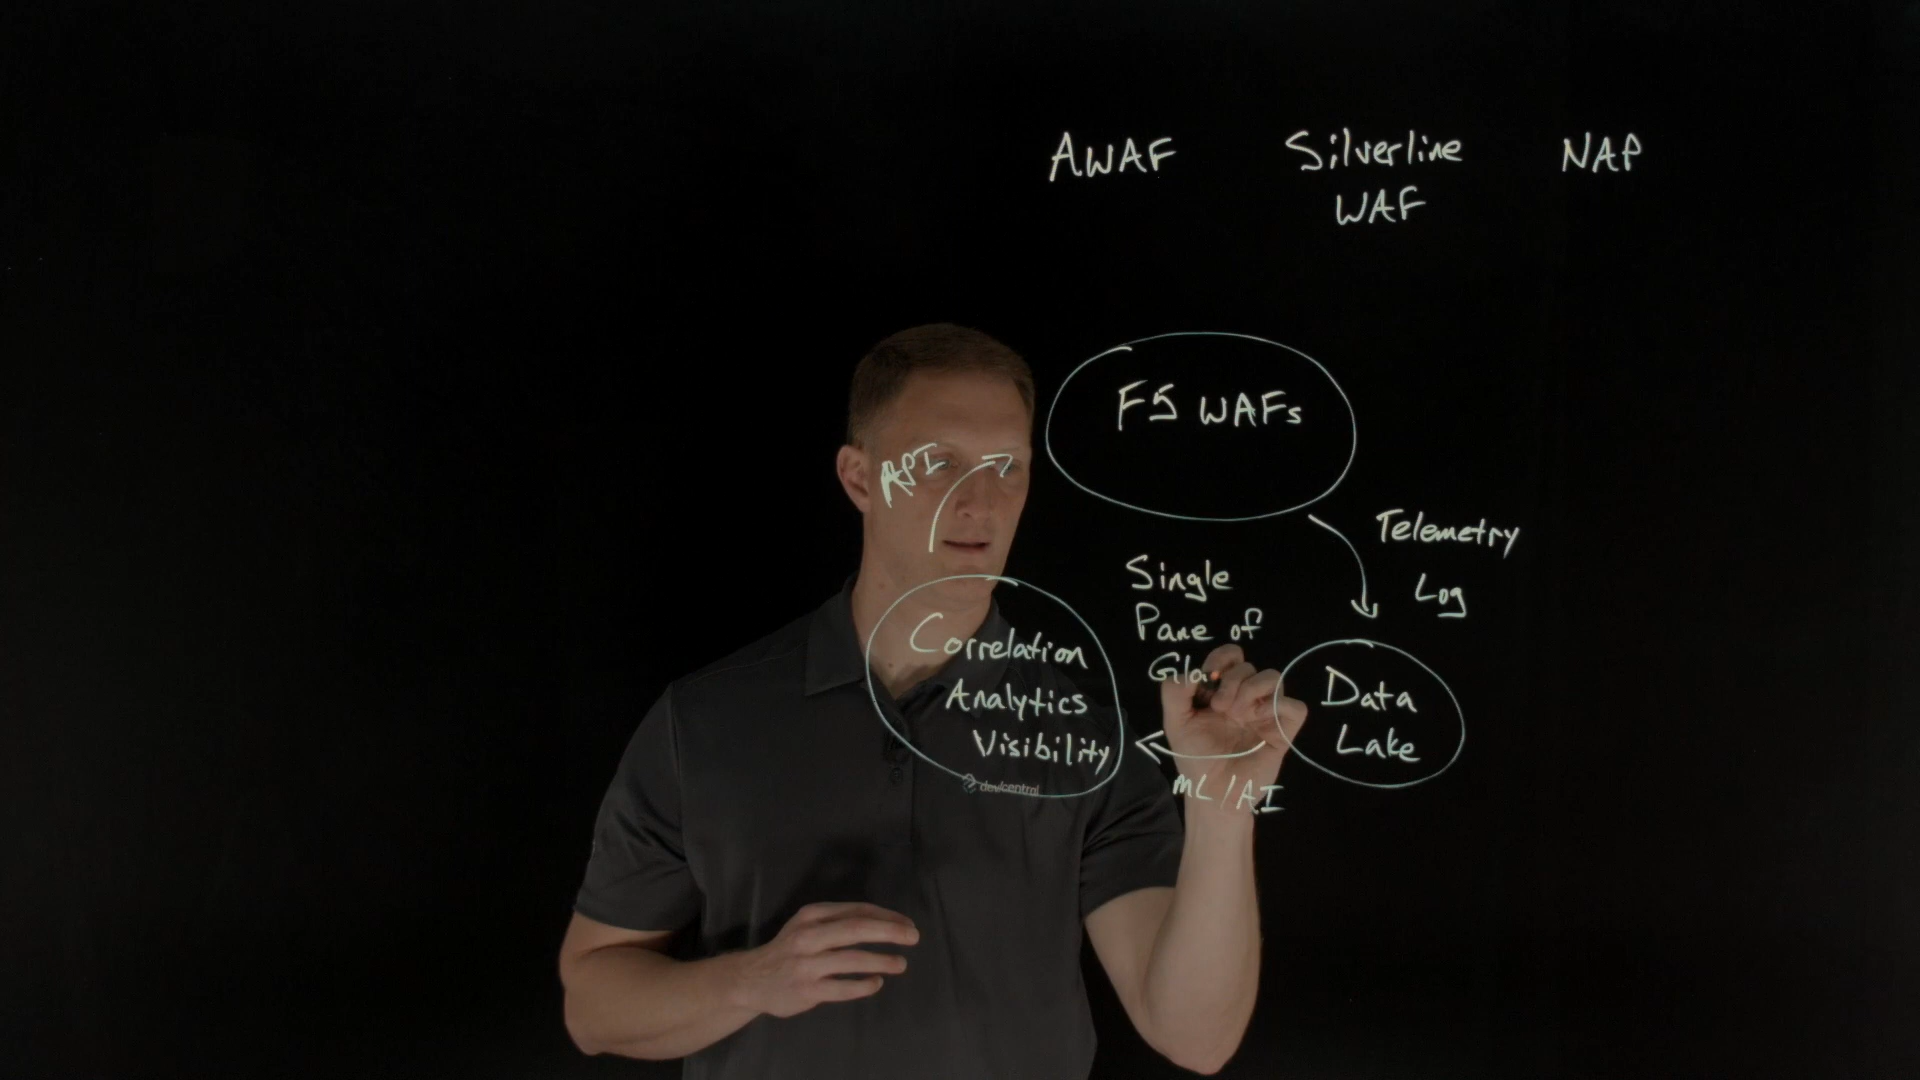 AWAF
Silverline
WAF
NAP
F5 WAFs
API
Telemetry
Log
Single
Pane of
Gla
Correlation
Analytics
Visibility
Data
Lake
ML/AI
devcentral